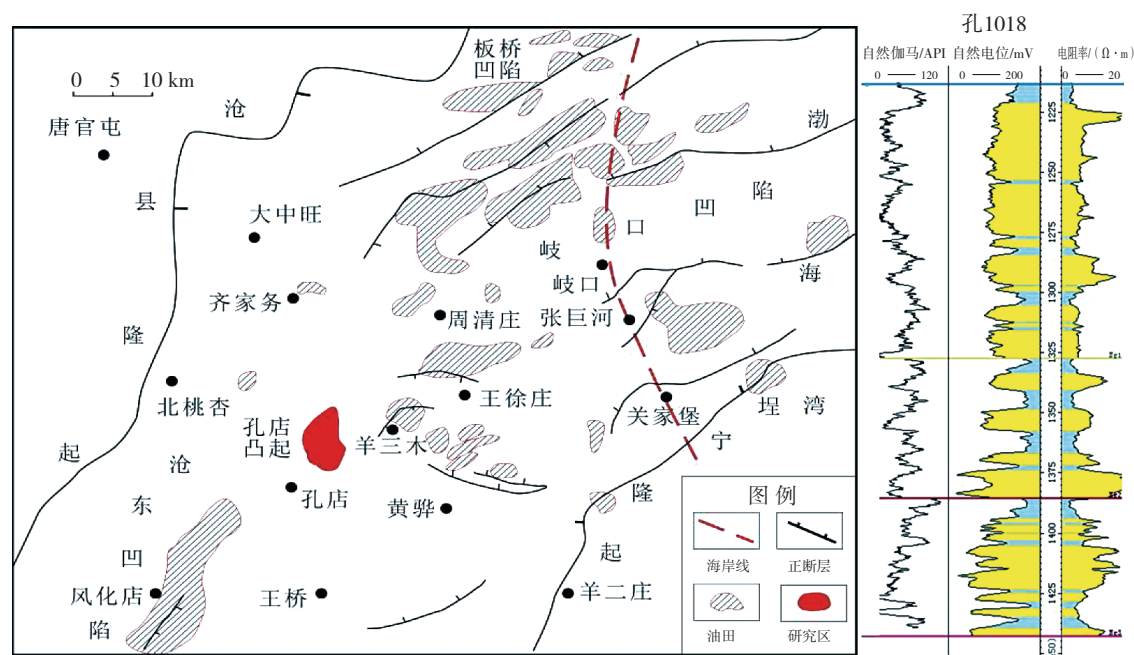 板桥
凹陷
0 5 10 km
唐官屯
沧
县
隆
起
渤
海
湾
大中旺
歧
口
凹
陷
歧口
齐家务
周清庄
张巨河
北桃杏
孔店
凸起
羊三木
王徐庄
关家堡
埕
宁
隆
起
沧
东
凹
陷
孔店
黄骅
风化店
王桥
羊二庄
图 例
海岸线
正断层
油田
研究区
孔1018
自然伽马/API 自然电位/mV 电阻率/(Ω·m)
0 120 0 200 0 20
1225
1250
1275
1300
1325
1350
1375
1400
1425